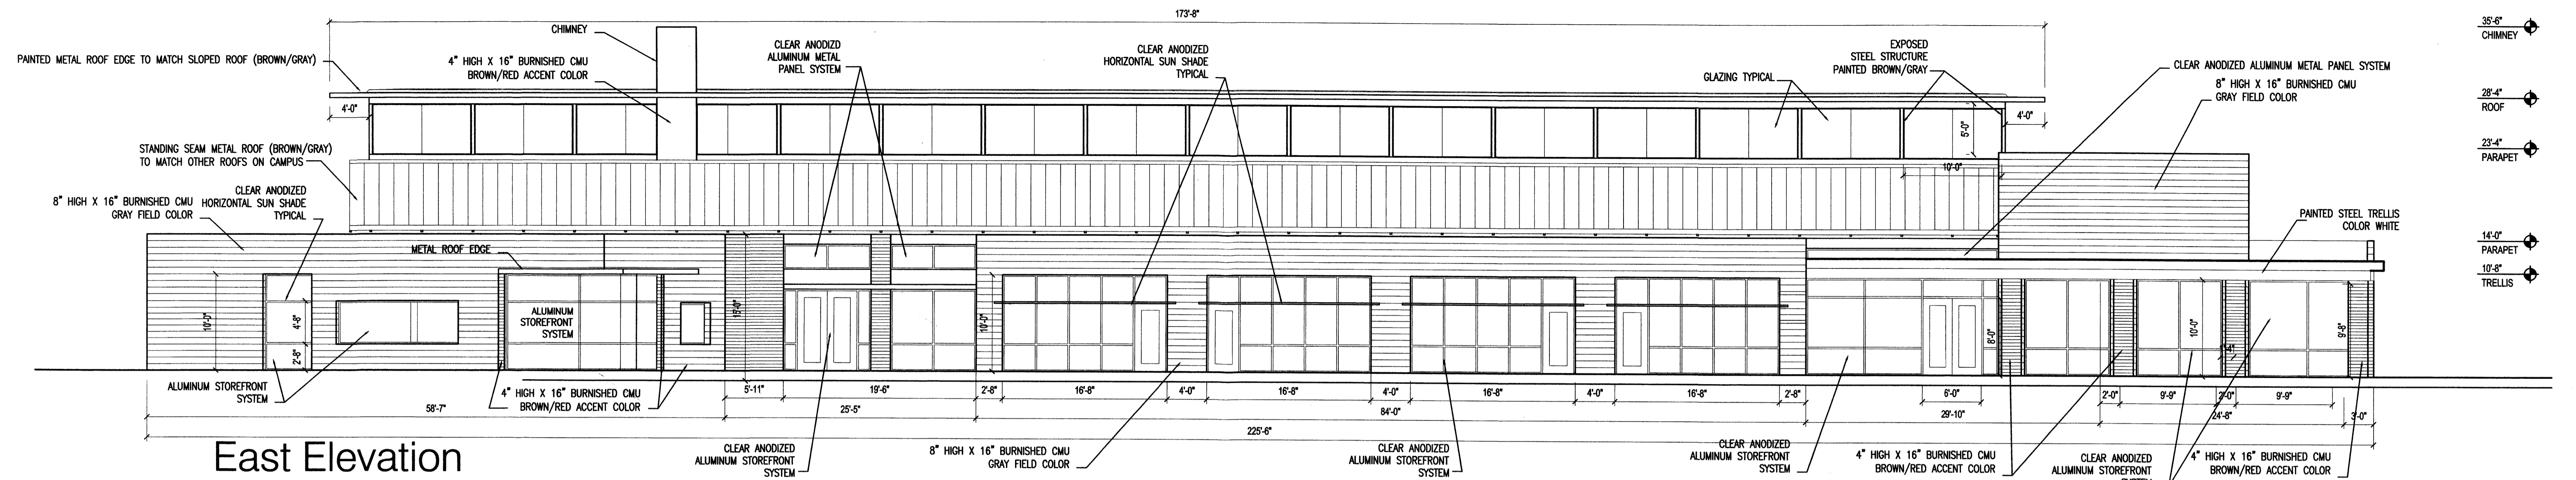 173'-8"
35'-6"
CHIMNEY
CHIMNEY
PAINTED METAL ROOF EDGE TO MATCH SLOPED ROOF (BROWN/GRAY)
4" HIGH X 16" BURNISHED CMU
BROWN/RED ACCENT COLOR
CLEAR ANODIZD
ALUMINUM METAL
PANEL SYSTEM
CLEAR ANODIZED
HORIZONTAL SUN SHADE
TYPICAL
GLAZING TYPICAL
EXPOSED
STEEL STRUCTURE
PAINTED BROWN/GRAY
CLEAR ANODIZED ALUMINUM METAL PANEL SYSTEM
8" HIGH X 16" BURNISHED CMU
GRAY FIELD COLOR
28'-4"
ROOF
4'-0"
5'-0"
4'-0"
STANDING SEAM METAL ROOF (BROWN/GRAY)
TO MATCH OTHER ROOFS ON CAMPUS
23'-4"
PARAPET
10'-0"
CLEAR ANODIZED
HORIZONTAL SUN SHADE
TYPICAL
8" HIGH X 16" BURNISHED CMU
GRAY FIELD COLOR
PAINTED STEEL TRELLIS
COLOR WHITE
METAL ROOF EDGE
14'-0"
PARAPET
10'-8"
TRELLIS
10'-0"
4'-8"
2'-8"
ALUMINUM
STOREFRONT
SYSTEM
15'-0"
10'-0"
8'-0"
10'-0"
9'-8"
ALUMINUM STOREFRONT
SYSTEM
4" HIGH X 16" BURNISHED CMU
BROWN/RED ACCENT COLOR
5'-11"
19'-6"
2'-8"
16'-8"
4'-0"
16'-8"
4'-0"
16'-8"
4'-0"
16'-8"
2'-8"
6'-0"
2'-0"
9'-9"
2'-0"
9'-9"
58'-7"
25'-5"
84'-0"
29'-10"
24'-8"
3'-0"
225'-6"
East Elevation
CLEAR ANODIZED
ALUMINUM STOREFRONT
SYSTEM
8" HIGH X 16" BURNISHED CMU
GRAY FIELD COLOR
CLEAR ANODIZED
ALUMINUM STOREFRONT
SYSTEM
CLEAR ANODIZED
ALUMINUM STOREFRONT
SYSTEM
4" HIGH X 16" BURNISHED CMU
BROWN/RED ACCENT COLOR
CLEAR ANODIZED
ALUMINUM STOREFRONT
4" HIGH X 16" BURNISHED CMU
BROWN/RED ACCENT COLOR